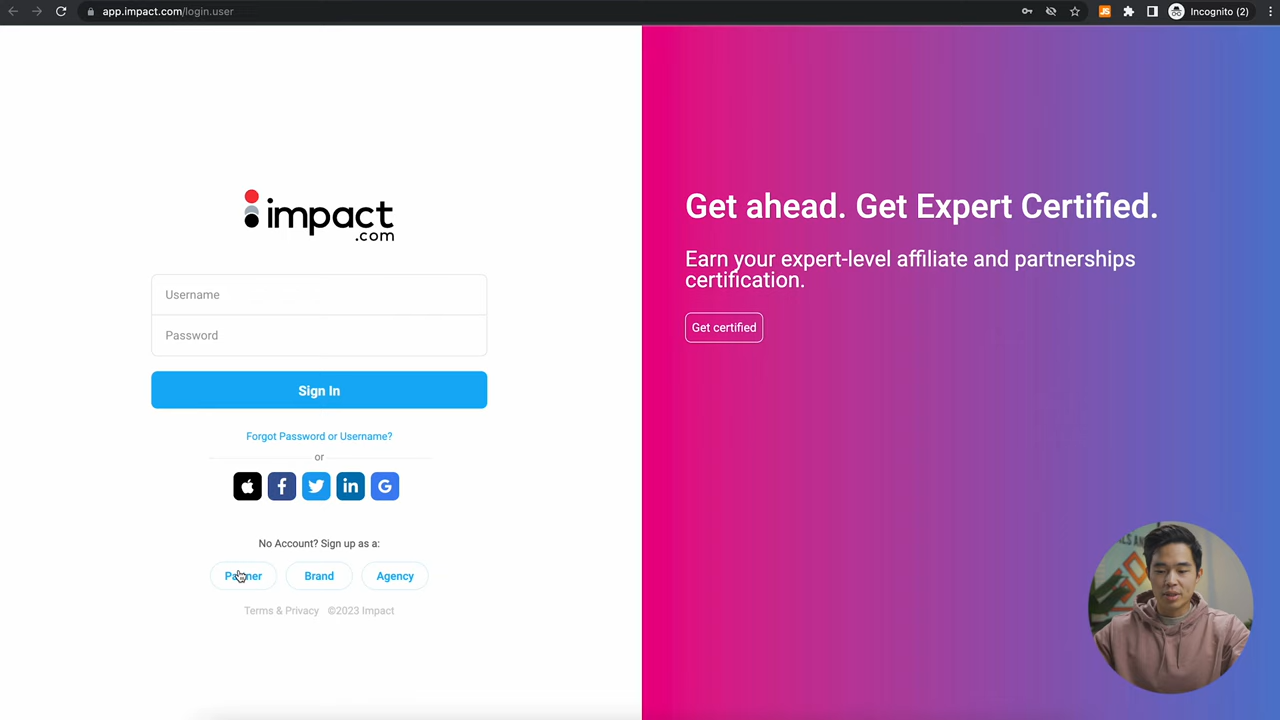 app.impact.com/login.user
Incognito (2)
impact
.com
Username
Password
Sign In
Forgot Password or Username?
or
No Account? Sign up as a:
Partner
Brand
Agency
Terms & Privacy ©2023 Impact
Get ahead. Get Expert Certified.
Earn your expert-level affiliate and partnerships
certification.
Get certified